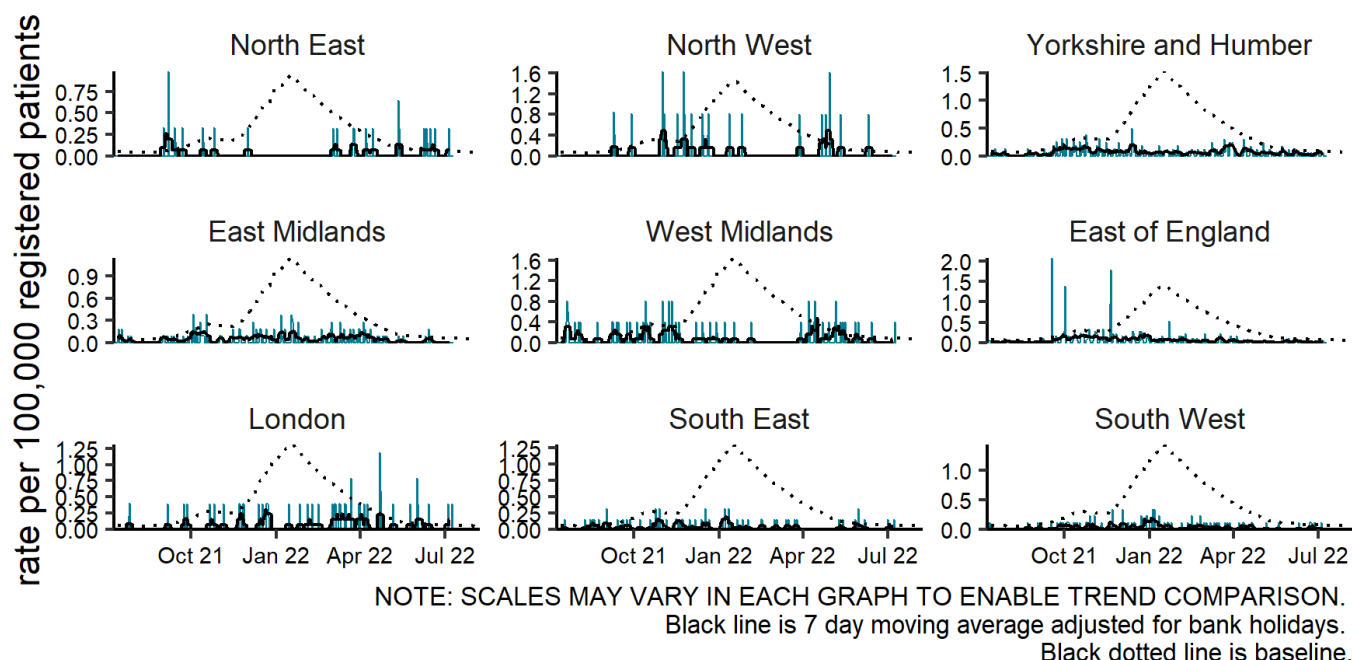 rate per 100,000 registered patients
North East
0.75
0.50
0.25
0.00
North West
1.6
1.2
0.8
0.4
0.0
Yorkshire and Humber
1.5
1.0
0.5
0.0
East Midlands
0.9
0.6
0.3
0.0
West Midlands
1.6
1.2
0.8
0.4
0.0
East of England
2.0
1.5
1.0
0.5
0.0
London
1.25
1.00
0.75
0.50
0.25
0.00
Oct 21 Jan 22 Apr 22 Jul 22
South East
1.25
1.00
0.75
0.50
0.25
0.00
Oct 21 Jan 22 Apr 22 Jul 22
South West
1.0
0.5
0.0
Oct 21 Jan 22 Apr 22 Jul 22
NOTE: SCALES MAY VARY IN EACH GRAPH TO ENABLE TREND COMPARISON.
Black line is 7 day moving average adjusted for bank holidays.
Black dotted line is baseline.